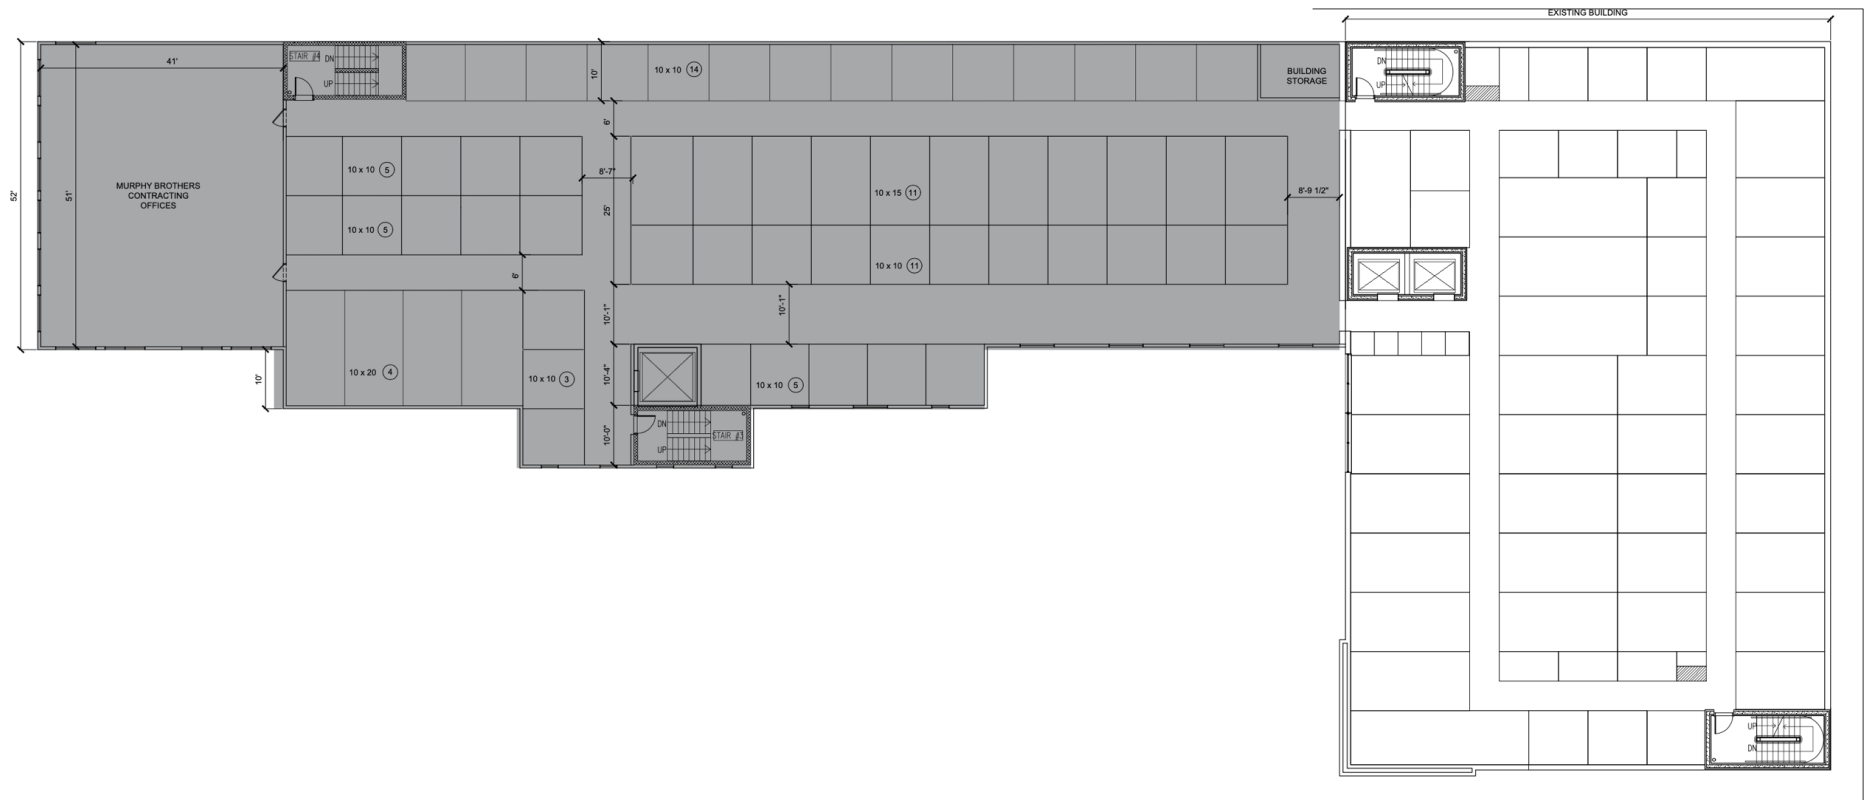 EXISTING BUILDING
41'
STAIR #4
DN
UP
10'
10 x 10 14
BUILDING
STORAGE
DN
UP
6'
52'
51'
MURPHY BROTHERS
CONTRACTING
OFFICES
10 x 10 5
8'-7"
25'
10 x 15 11
8'-9 1/2"
10 x 10 5
10 x 10 11
6'
10'-1"
10'-1"
10'
10 x 20 4
10 x 10 3
10'-4"
10 x 10 5
10'-0"
DN
UP
STAIR #3
UP
DN